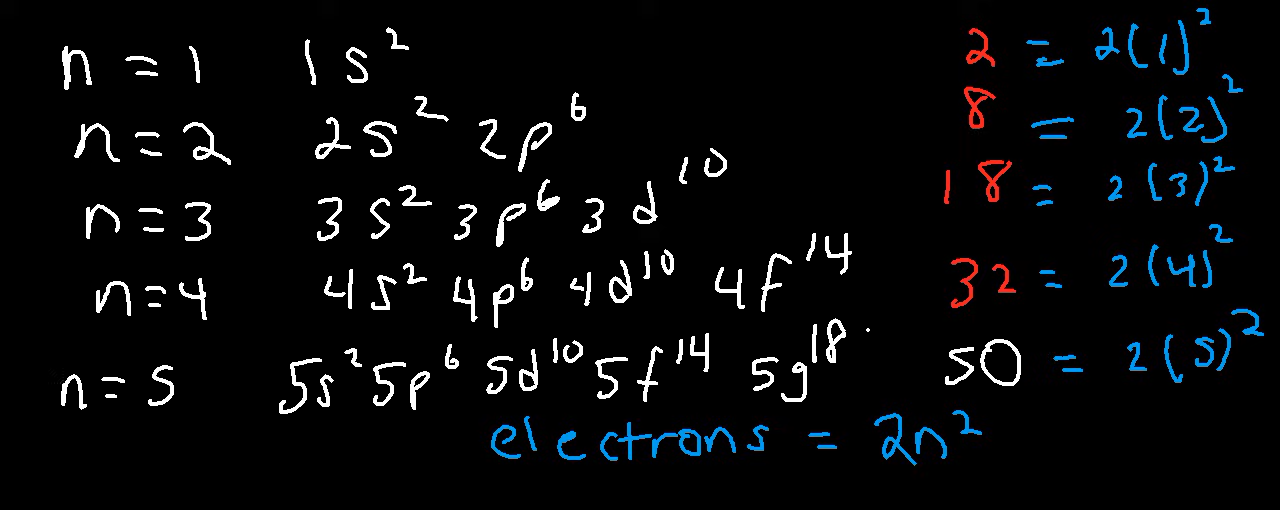 n = 1 1s² 2 = 2(1)²
n = 2 2s² 2p⁶ 8 = 2(2)²
n = 3 3s² 3p⁶ 3d¹⁰ 18 = 2(3)²
n = 4 4s² 4p⁶ 4d¹⁰ 4f¹⁴ 32 = 2(4)²
n = 5 5s² 5p⁶ 5d¹⁰ 5f¹⁴ 5g¹⁸ 50 = 2(5)²
electrons = 2n²